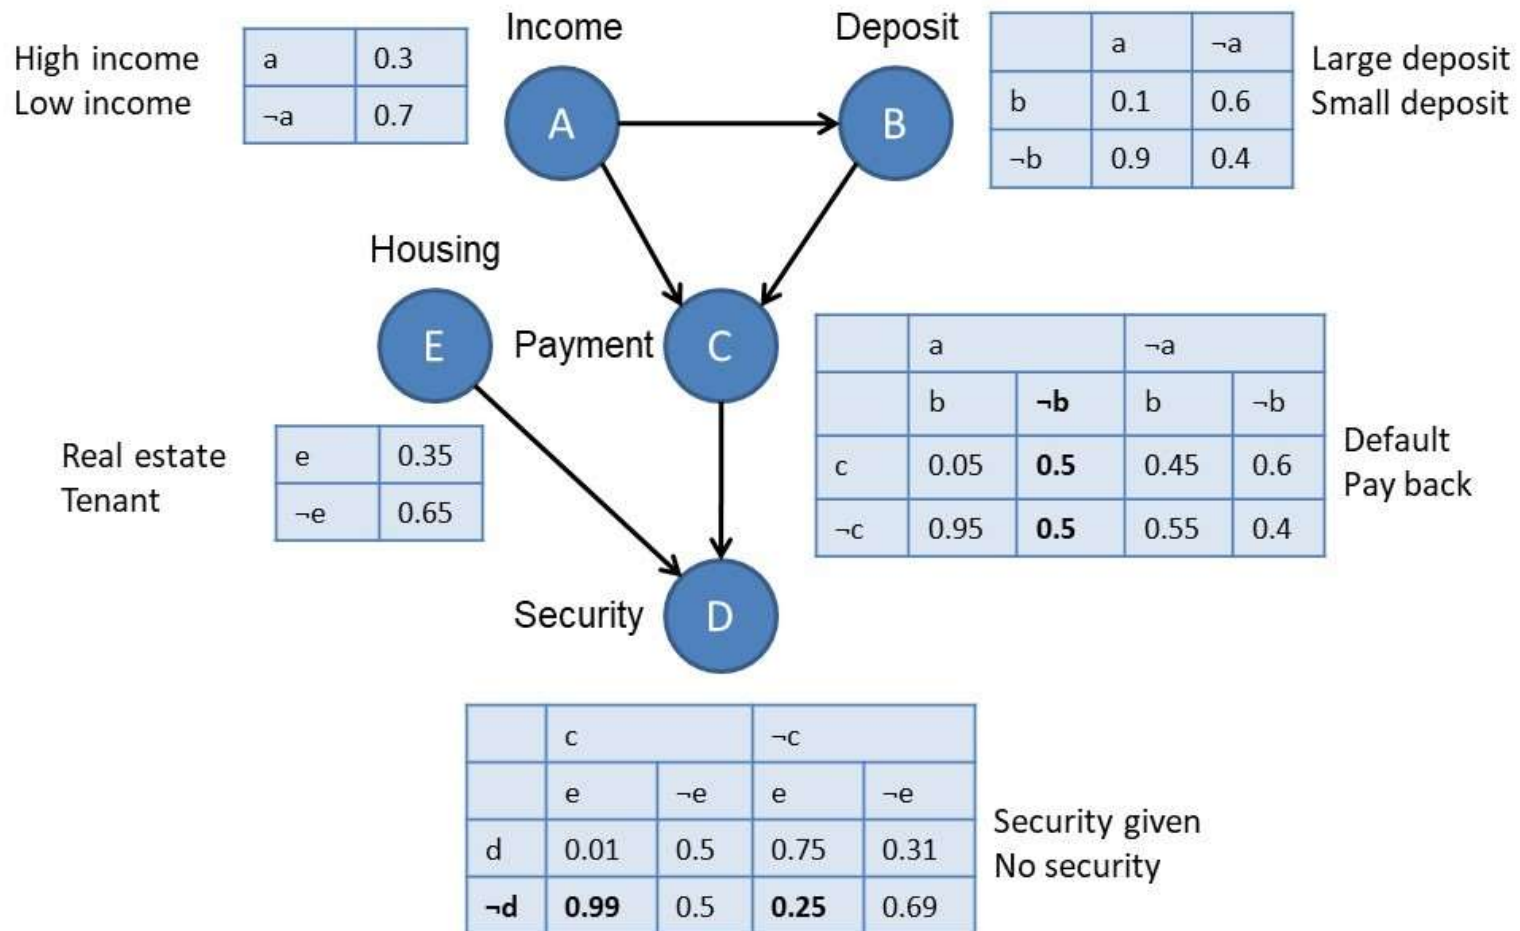 Income
Deposit
High income
Low income
a 0.3
¬a 0.7
A
B
a ¬a
b 0.1 0.6
¬b 0.9 0.4
Large deposit
Small deposit
Housing
E
Payment
C
a ¬a
b ¬b b ¬b
c 0.05 0.5 0.45 0.6
¬c 0.95 0.5 0.55 0.4
Default
Pay back
Real estate
Tenant
e 0.35
¬e 0.65
Security
D
c ¬c
e ¬e e ¬e
d 0.01 0.5 0.75 0.31
¬d 0.99 0.5 0.25 0.69
Security given
No security